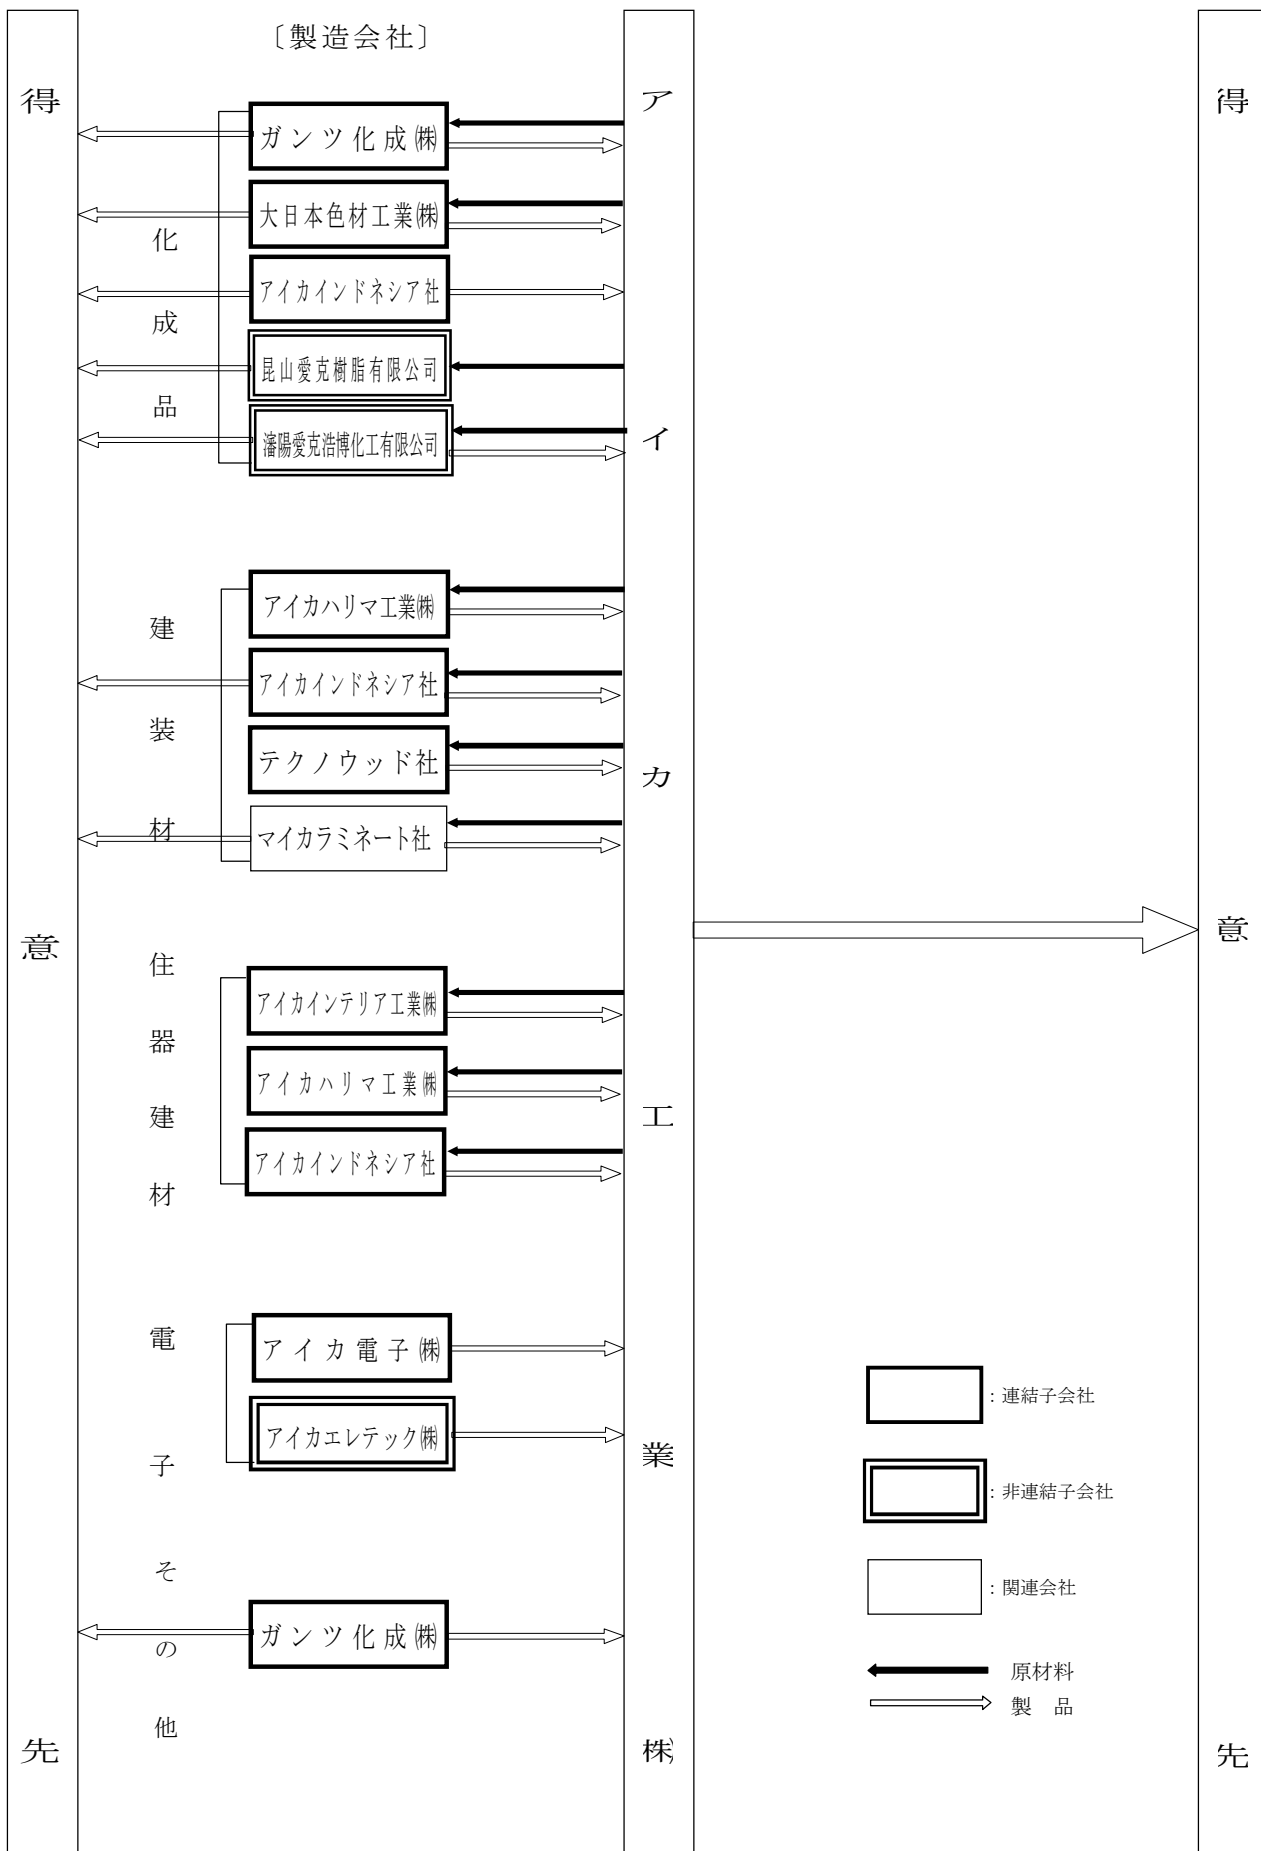 〔製造会社〕
得意先
化成品
ガンツ化成㈱
大日本色材工業㈱
アイカインドネシア社
昆山愛克樹脂有限公司
瀋陽愛克浩博化工有限公司
建装材
アイカハリマ工業㈱
アイカインドネシア社
テクノウッド社
マイカラミネート社
住器建材
アイカインテリア工業㈱
アイカハリマ工業㈱
アイカインドネシア社
電子
アイカ電子㈱
アイカエレテック㈱
その他
ガンツ化成㈱
アイカ工業㈱
得意先
：連結子会社
：非連結子会社
：関連会社
原材料
製品